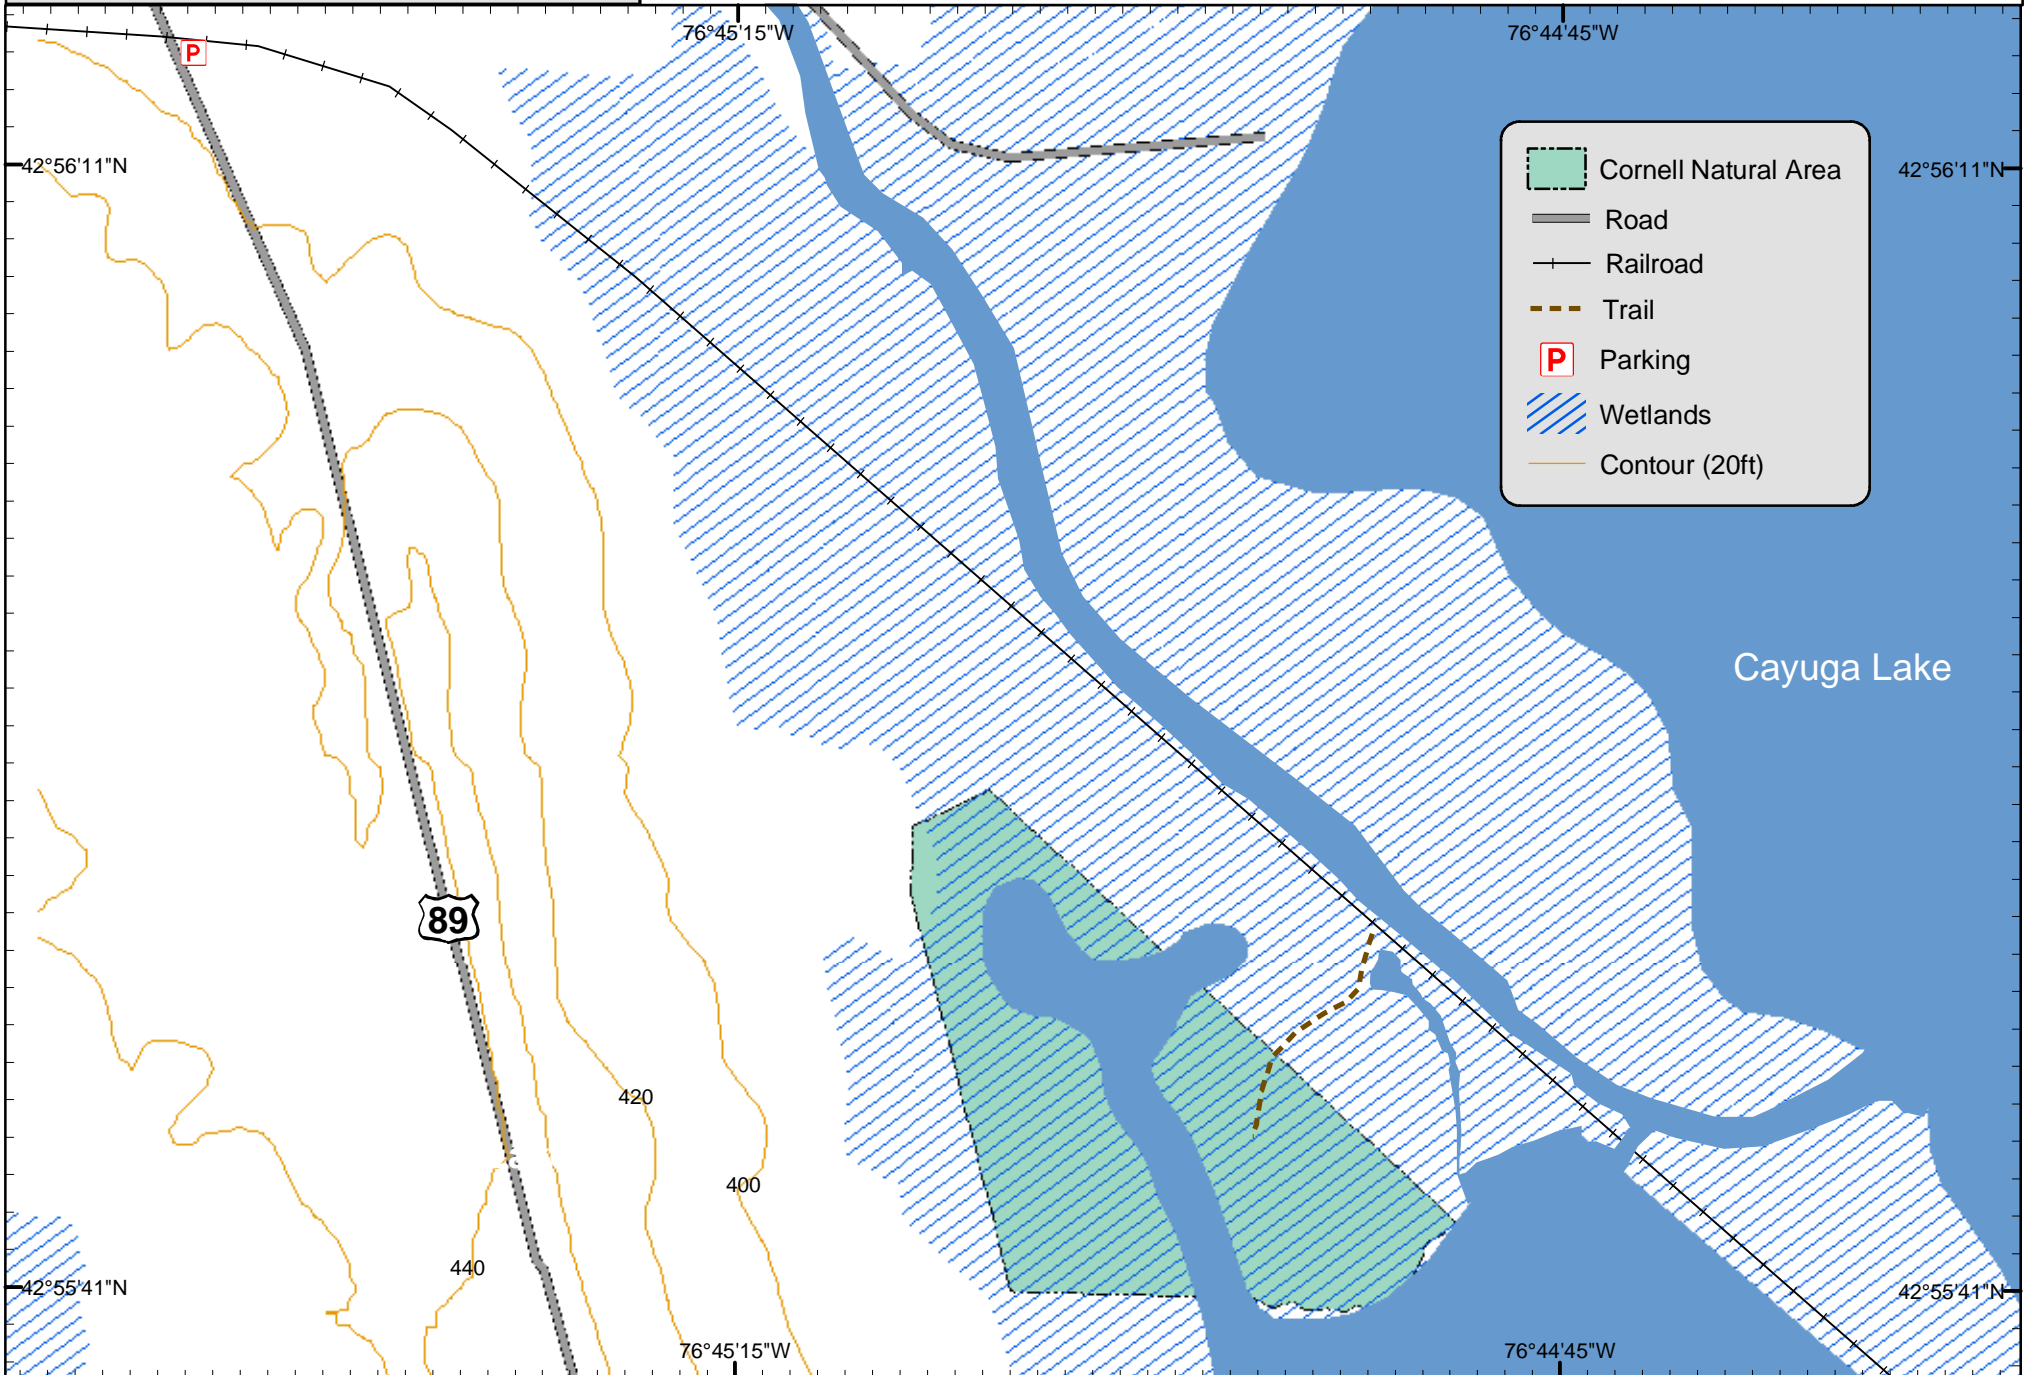 76°45'15"W
76°44'45"W
P
42°56'11"N
42°56'11"N
Cornell Natural Area
Road
Railroad
Trail
P Parking
Wetlands
Contour (20ft)
Cayuga Lake
89
420
400
440
42°55'41"N
42°55'41"N
76°45'15"W
76°44'45"W